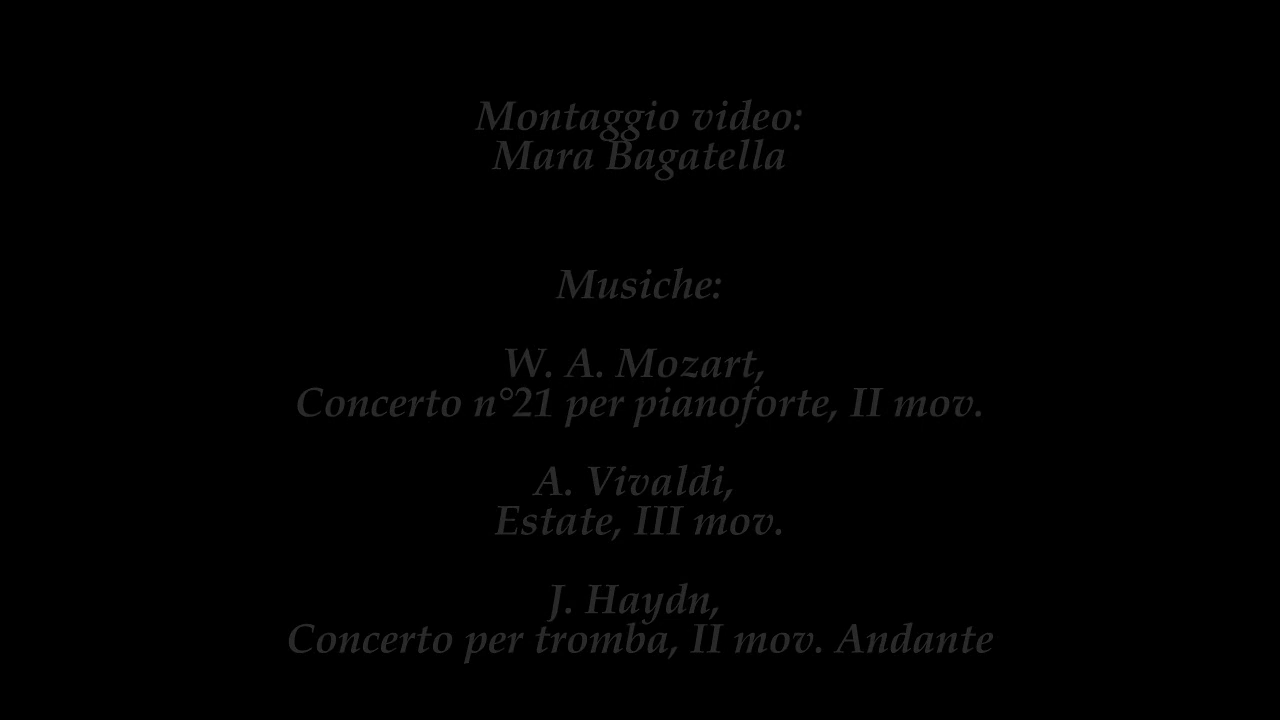 Montaggio video:
Mara Bagatella
Musiche:
W. A. Mozart,
Concerto n°21 per pianoforte, II mov.
A. Vivaldi,
Estate, III mov.
J. Haydn,
Concerto per tromba, II mov. Andante